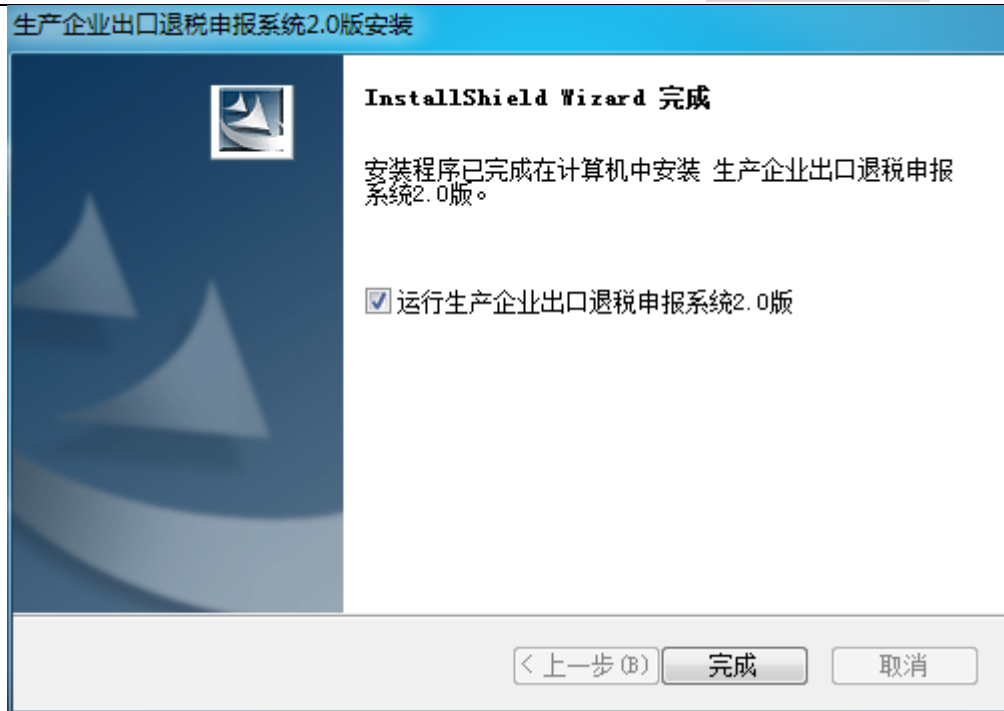 生产企业出口退税申报系统2.0版安装
InstallShield Wizard 完成
安装程序已完成在计算机中安装 生产企业出口退税申报
系统2.0版。
运行生产企业出口退税申报系统2.0版
< 上一步(B)
完成
取消